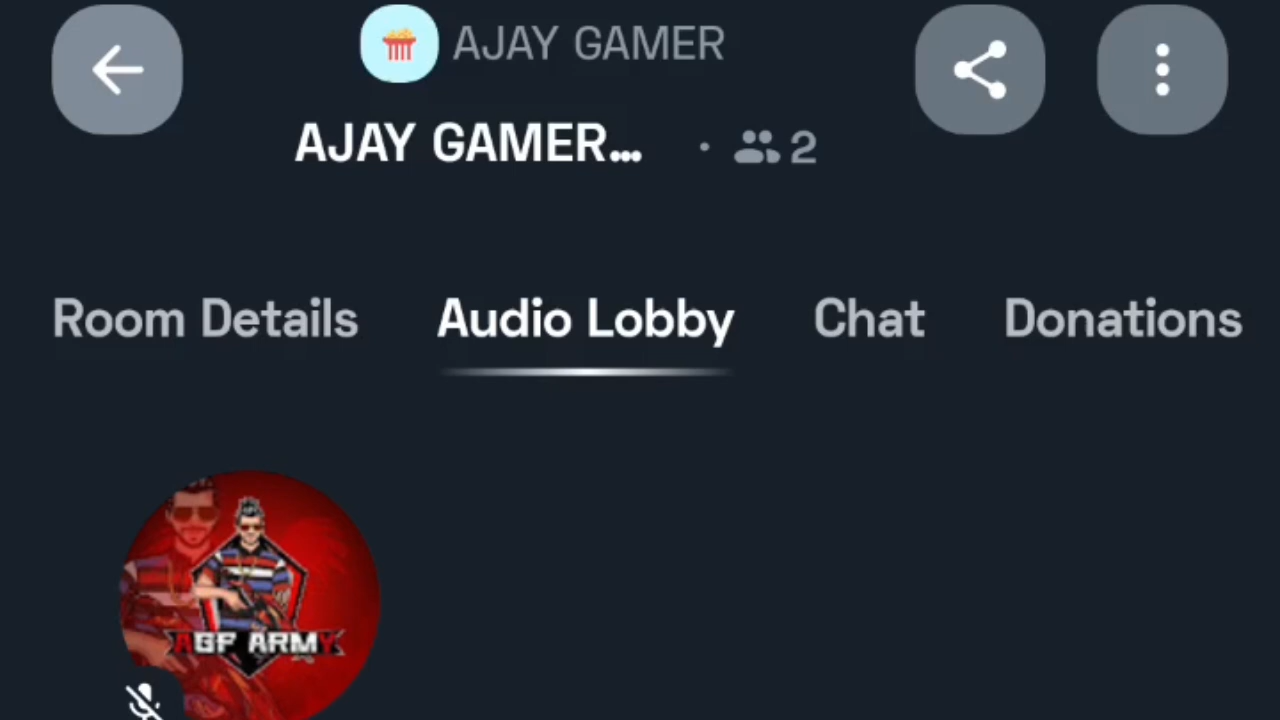 AJAY GAMER
AJAY GAMER... · 2
Room Details Audio Lobby Chat Donations
AGF ARMY